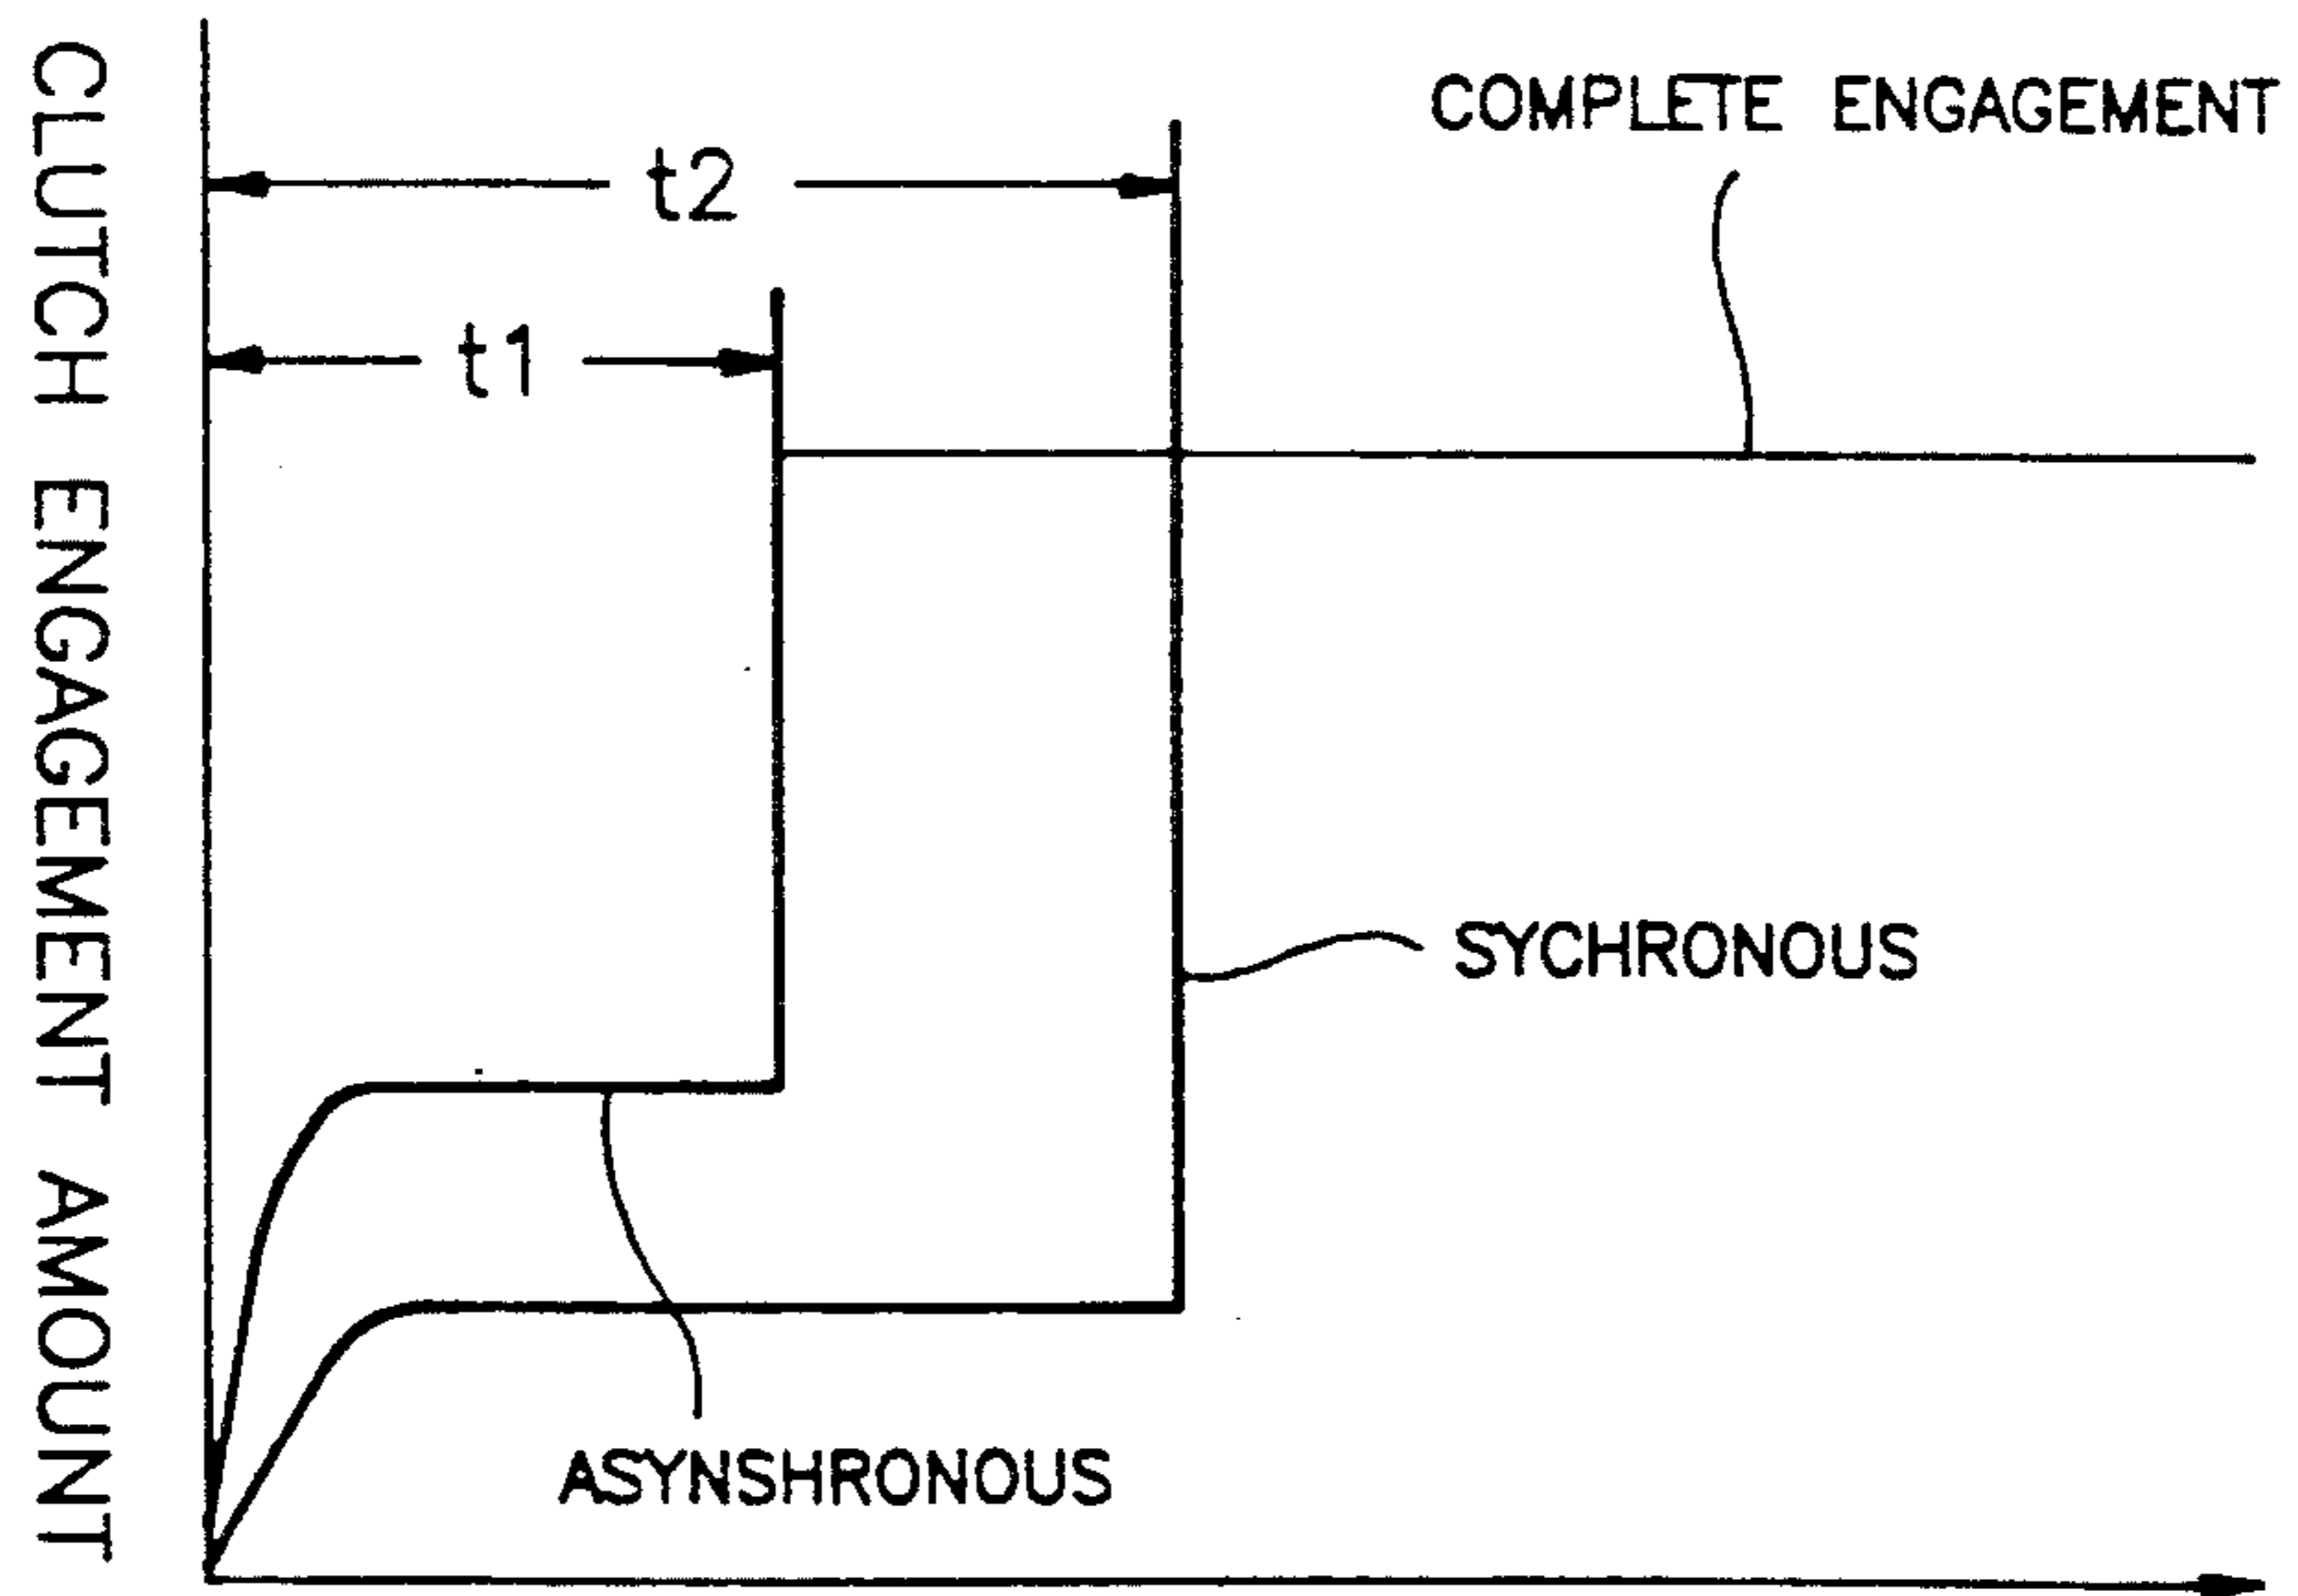 CLUTCH ENGAGEMENT AMOUNT
COMPLETE ENGAGEMENT
t2
t1
SYCHRONOUS
ASYNSHRONOUS